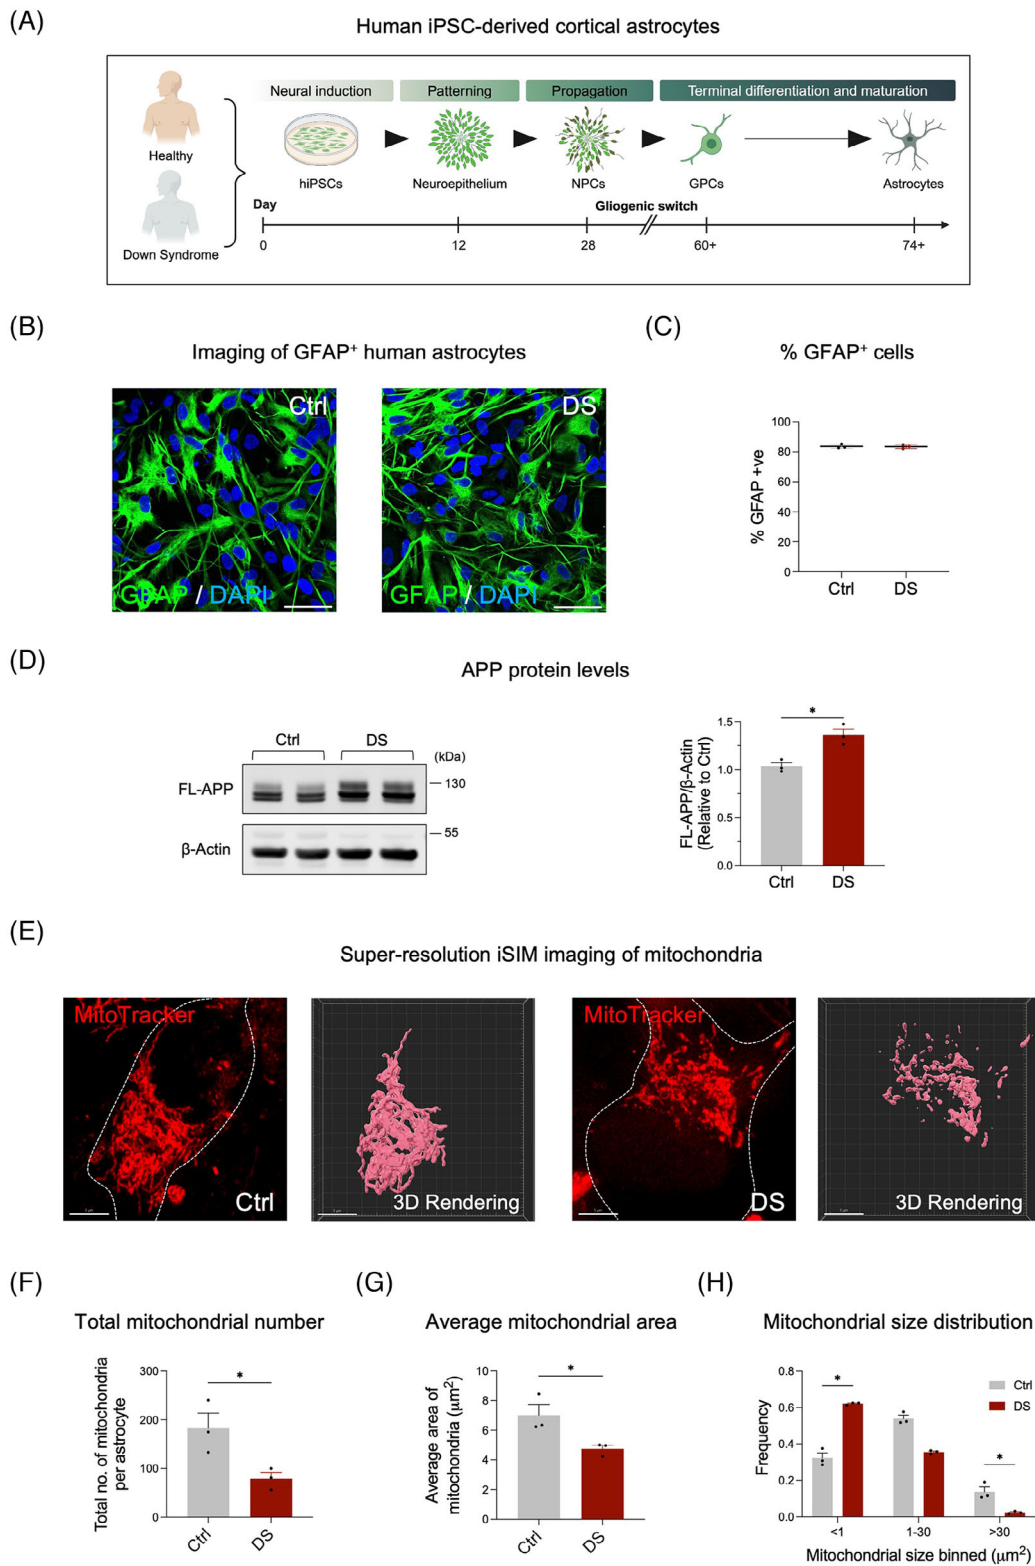 (A)
Human iPSC-derived cortical astrocytes
Neural induction
Patterning
Propagation
Terminal differentiation and maturation
Healthy
Down Syndrome
hiPSCs
Neuroepithelium
NPCs
GPCs
Astrocytes
Day
Gliogenic switch
0
12
28
60+
74+
(B)
Imaging of GFAP⁺ human astrocytes
Ctrl
GFAP / DAPI
DS
GFAP / DAPI
(C)
% GFAP⁺ cells
% GFAP +ve
100
80
60
40
20
0
Ctrl
DS
(D)
APP protein levels
Ctrl
DS
(kDa)
FL-APP
130
55
β-Actin
FL-APP/β-Actin
(Relative to Ctrl)
1.5
1.0
0.5
0.0
*
Ctrl
DS
(E)
Super-resolution iSIM imaging of mitochondria
MitoTracker
Ctrl
3D Rendering
MitoTracker
DS
3D Rendering
(F)
Total mitochondrial number
Total no. of mitochondria
per astrocyte
300
200
100
0
*
Ctrl
DS
(G)
Average mitochondrial area
Average area of
mitochondria (μm²)
10
8
6
4
2
0
*
Ctrl
DS
(H)
Mitochondrial size distribution
Frequency
0.8
0.6
0.4
0.2
0.0
*
*
Ctrl
DS
<1
1-30
>30
Mitochondrial size binned (μm²)